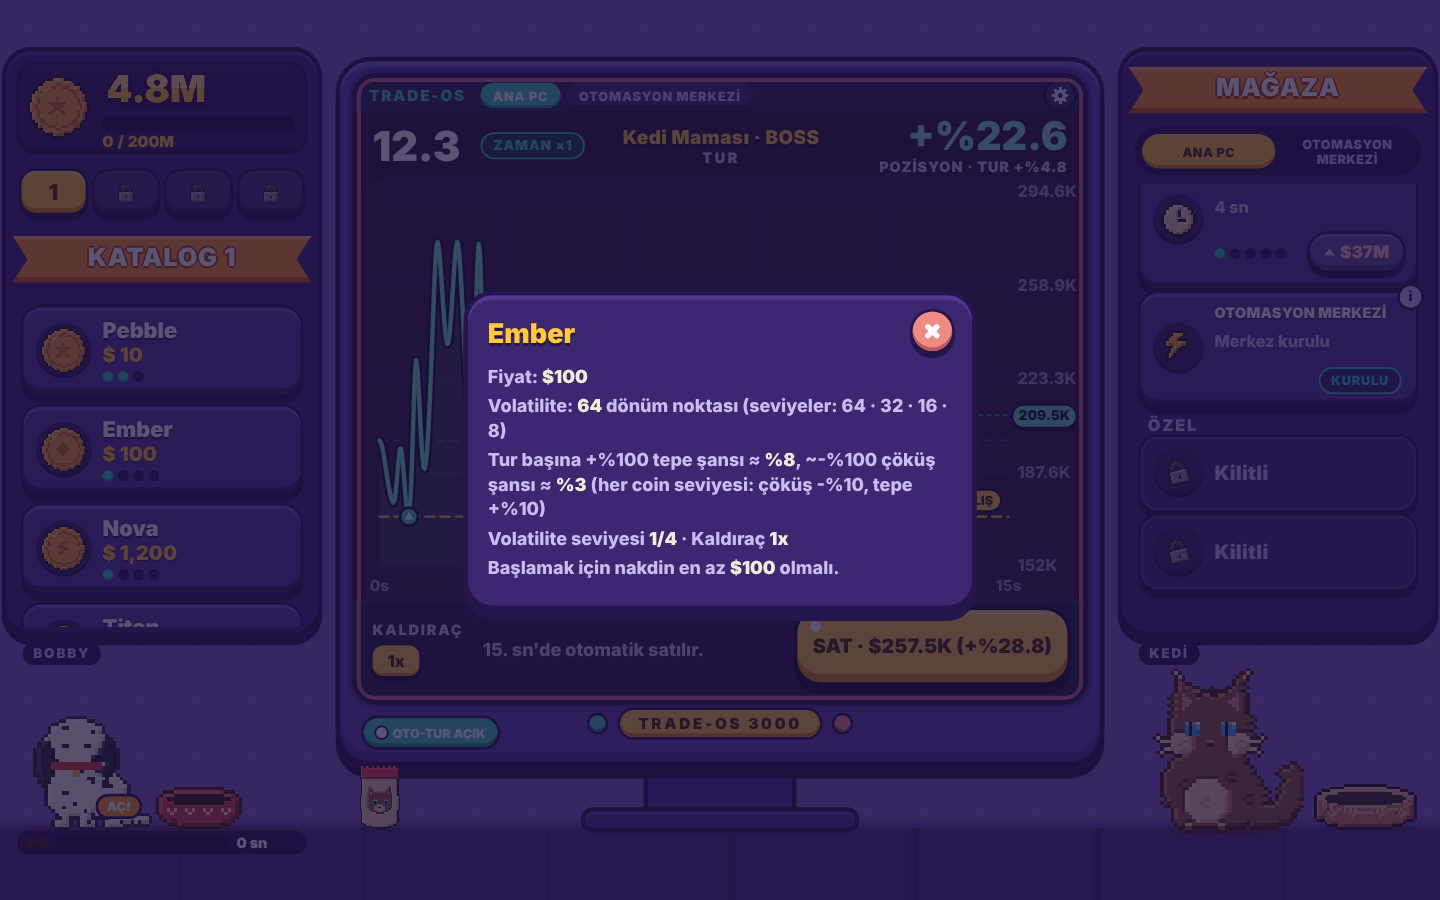 4.8M
0 / 200M
1
KATALOG 1
Pebble
$ 10
Ember
$ 100
Nova
$ 1,200
Titan
BOBBY
AÇ!
0 sn
TRADE-OS
ANA PC
OTOMASYON MERKEZİ
12.3
ZAMAN ×1
Kedi Maması · BOSS
TUR
+%22.6
POZİSYON · TUR +%4.8
294.6K
258.9K
223.3K
209.5K
187.6K
152K
0s
15s
Ember
Fiyat: $100
Volatilite: 64 dönüm noktası (seviyeler: 64 · 32 · 16 ·
8)
Tur başına +%100 tepe şansı ≈ %8, ~-%100 çöküş
şansı ≈ %3 (her coin seviyesi: çöküş -%10, tepe
+%10)
Volatilite seviyesi 1/4 · Kaldıraç 1x
Başlamak için nakdin en az $100 olmalı.
KALDIRAÇ
1x
15. sn'de otomatik satılır.
SAT · $257.5K (+%28.8)
OTO-TUR AÇIK
TRADE-OS 3000
MAĞAZA
ANA PC
OTOMASYON
MERKEZİ
4 sn
$37M
i
OTOMASYON MERKEZİ
Merkez kurulu
KURULU
ÖZEL
Kilitli
Kilitli
KEDİ